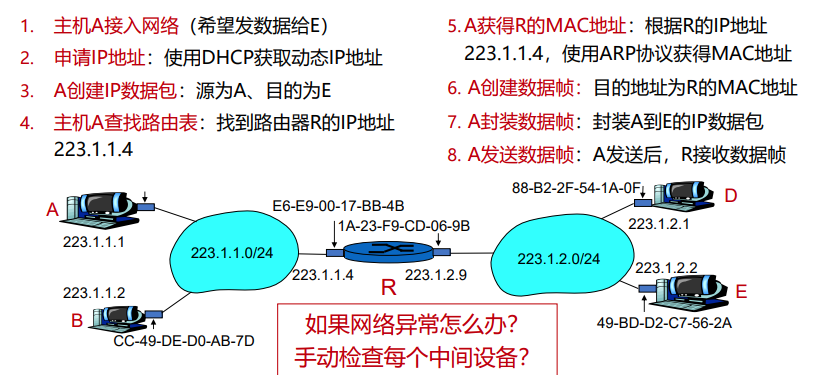 1. 主机A接入网络（希望发数据给E）
2. 申请IP地址：使用DHCP获取动态IP地址
3. A创建IP数据包：源为A、目的为E
4. 主机A查找路由表：找到路由器R的IP地址
223.1.1.4
5. A获得R的MAC地址：根据R的IP地址
223.1.1.4，使用ARP协议获得MAC地址
6. A创建数据帧：目的地址为R的MAC地址
7. A封装数据帧：封装A到E的IP数据包
8. A发送数据帧：A发送后，R接收数据帧
A
223.1.1.1
223.1.1.2
B
CC-49-DE-D0-AB-7D
223.1.1.0/24
E6-E9-00-17-BB-4B
1A-23-F9-CD-06-9B
223.1.1.4
223.1.2.9
R
223.1.2.0/24
88-B2-2F-54-1A-0F
D
223.1.2.1
223.1.2.2
E
49-BD-D2-C7-56-2A
如果网络异常怎么办？
手动检查每个中间设备？